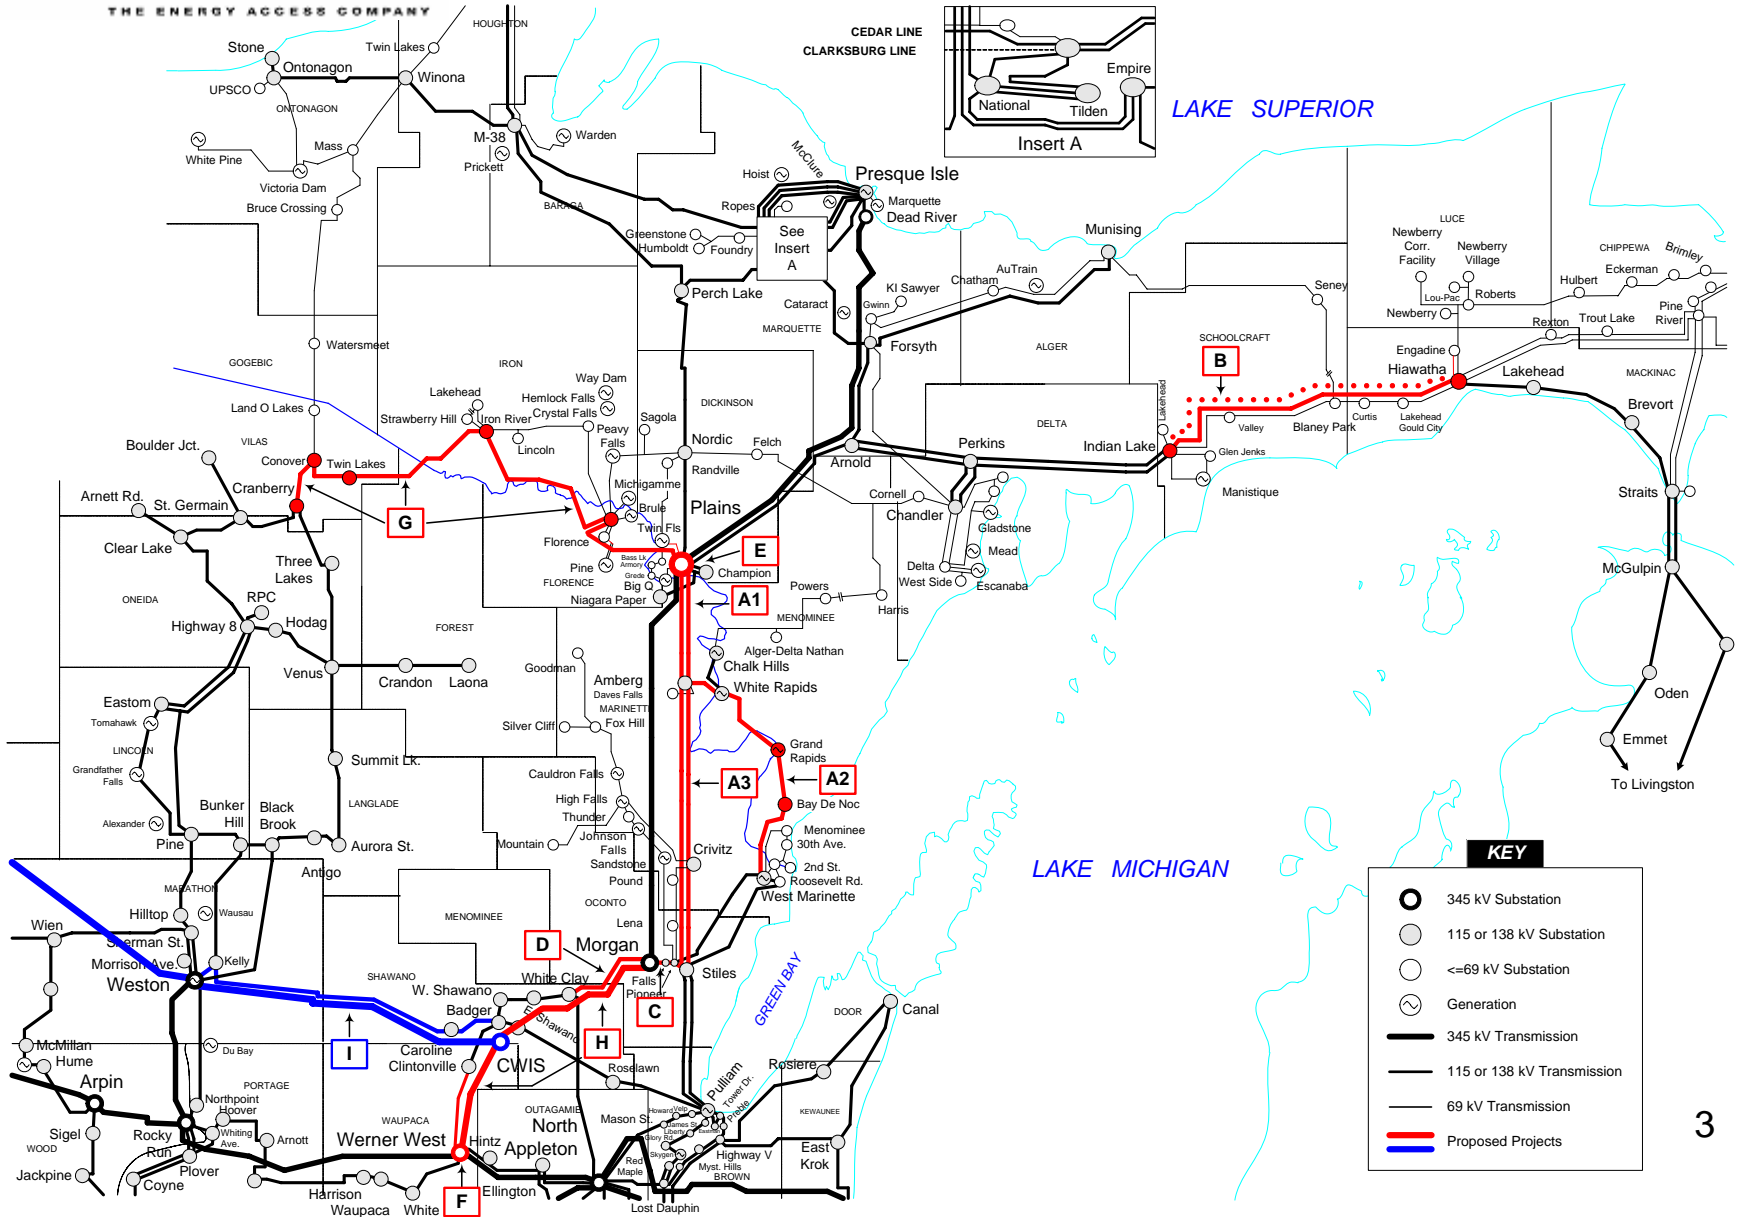 THE ENERGY ACCESS COMPANY
HOUGHTON
CEDAR LINE
CLARKSBURG LINE
National
Tilden
Empire
Insert A
LAKE SUPERIOR
Stone
Ontonagon
UPSCO
ONTONAGON
Twin Lakes
Winona
White Pine
Victoria Dam
Mass
Bruce Crossing
M-38
Prickett
Warden
BARAGA
Hoist
McClure
Presque Isle
Marquette
Dead River
Ropes
Greenstone
Humboldt
Foundry
See
Insert
A
Perch Lake
Cataract
MARQUETTE
Gwinn
KI Sawyer
Forsyth
Chatham
AuTrain
Munising
ALGER
Seney
SCHOOLCRAFT
B
LUCE
Newberry
Corr.
Facility
Newberry
Village
Lou-Pac
Roberts
Newberry
Engadine
Hiawatha
Hulbert
Eckerman
CHIPPEWA
Brimley
Pine
River
Rexton
Trout Lake
MACKINAC
Lakehead
Brevort
Straits
McGulpin
Oden
Emmet
To Livingston
Watersmeet
GOGEBIC
IRON
Land O Lakes
VILAS
Conover
Twin Lakes
Cranberry
Boulder Jct.
Arnett Rd.
St. Germain
Clear Lake
Three
Lakes
ONEIDA
RPC
Highway 8
Hodag
Venus
Crandon
Laona
FOREST
Lakehead
Strawberry Hill
Iron River
Lincoln
Way Dam
Hemlock Falls
Crystal Falls
Peavy
Falls
Sagola
DICKINSON
Nordic
Randville
Felch
Michigamme
Brule
Twin Fls
Plains
Florence
Pine
FLORENCE
Bass Lk
Armory
Grede
Big Q
Niagara Paper
Champion
G
E
A1
Arnold
Perkins
DELTA
Cornell
Chandler
Gladstone
Mead
Delta
West Side
Escanaba
Powers
Harris
MENOMINEE
Indian Lake
Lakehead
Glen Jenks
Manistique
Valley
Blaney Park
Curtis
Lakehead
Gould City
Alger-Delta Nathan
Chalk Hills
White Rapids
Goodman
Amberg
Daves Falls
MARINETTE
Silver Cliff
Fox Hill
Grand
Rapids
A3
A2
Bay De Noc
Cauldron Falls
High Falls
Thunder
Johnson
Falls
Mountain
Sandstone
Pound
Crivitz
Menominee
30th Ave.
2nd St.
Roosevelt Rd.
West Marinette
OCONTO
Lena
LAKE MICHIGAN
Eastom
Tomahawk
LINCOLN
Grandfather
Falls
Summit Lk.
Bunker
Hill
Black
Brook
LANGLADE
Alexander
Pine
Aurora St.
Antigo
MARATHON
Hilltop
Wausau
Wien
Sherman St.
Morrison Ave.
Kelly
Weston
MENOMINEE
D
Morgan
White Clay
SHAWANO
W. Shawano
Badger
E. Shawano
Falls
Pioneer
Stiles
C
H
I
Caroline
Clintonville
CWIS
McMillan
Hume
Du Bay
Arpin
PORTAGE
Northpoint
Hoover
Whiting
Ave.
Arnott
Sigel
WOOD
Rocky
Run
Plover
Jackpine
Coyne
WAUPACA
Werner West
Harrison
Waupaca
White
F
Hintz
Ellington
OUTAGAMIE
North
Appleton
Roselawn
Mason St.
Howard
Velp
James St.
Liberty
Glory Rd.
Skygen
Eastman
Red
Maple
Lost Dauphin
Pulliam
Tower Dr.
Preble
Highway V
Myst. Hills
BROWN
GREEN BAY
Rosiere
DOOR
Canal
KEWAUNEE
East
Krok
KEY
345 kV Substation
115 or 138 kV Substation
<=69 kV Substation
Generation
345 kV Transmission
115 or 138 kV Transmission
69 kV Transmission
Proposed Projects
3